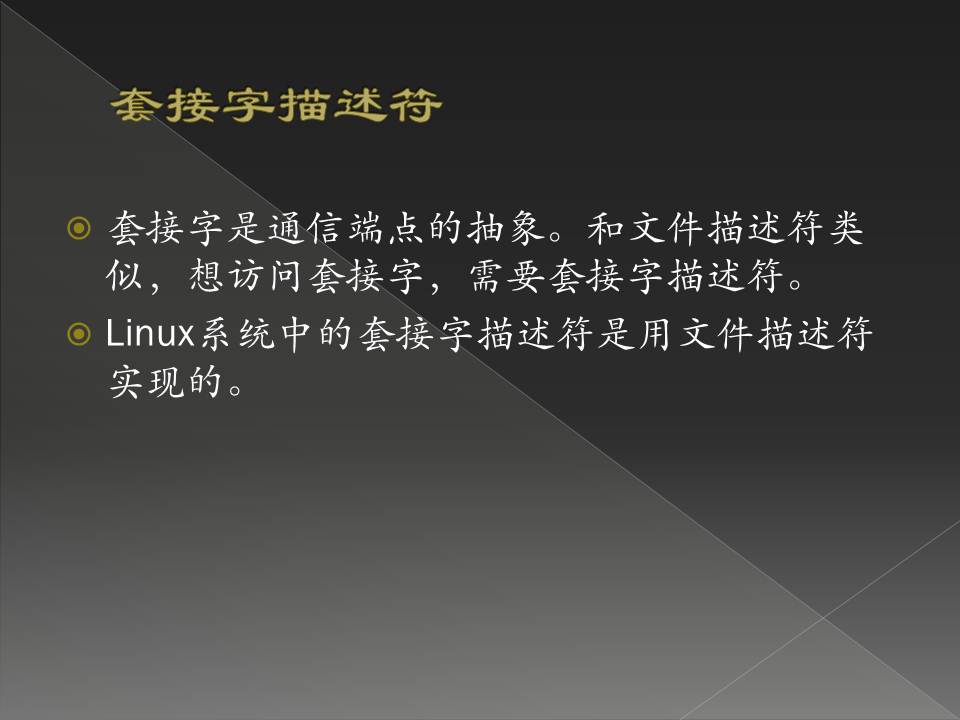 套接字描述符
套接字是通信端点的抽象。和文件描述符类
似，想访问套接字，需要套接字描述符。
Linux系统中的套接字描述符是用文件描述符
实现的。